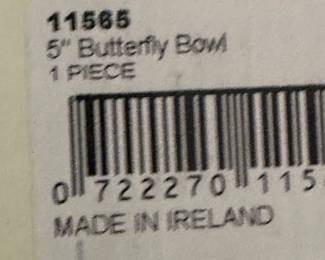 11565
5" Butterfly Bowl
1 PIECE
0 722270 115
MADE IN IRELAND